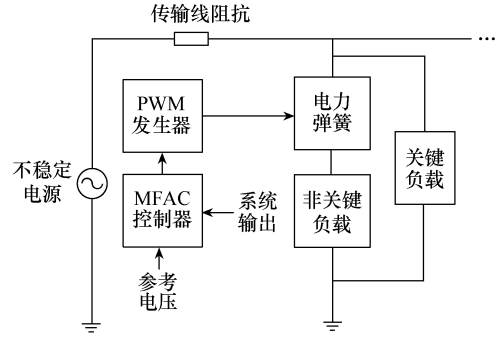 传输线阻抗
PWM
发生器
电力
弹簧
不稳定
电源
关键
负载
MFAC
控制器
系统
输出
非关键
负载
参考
电压